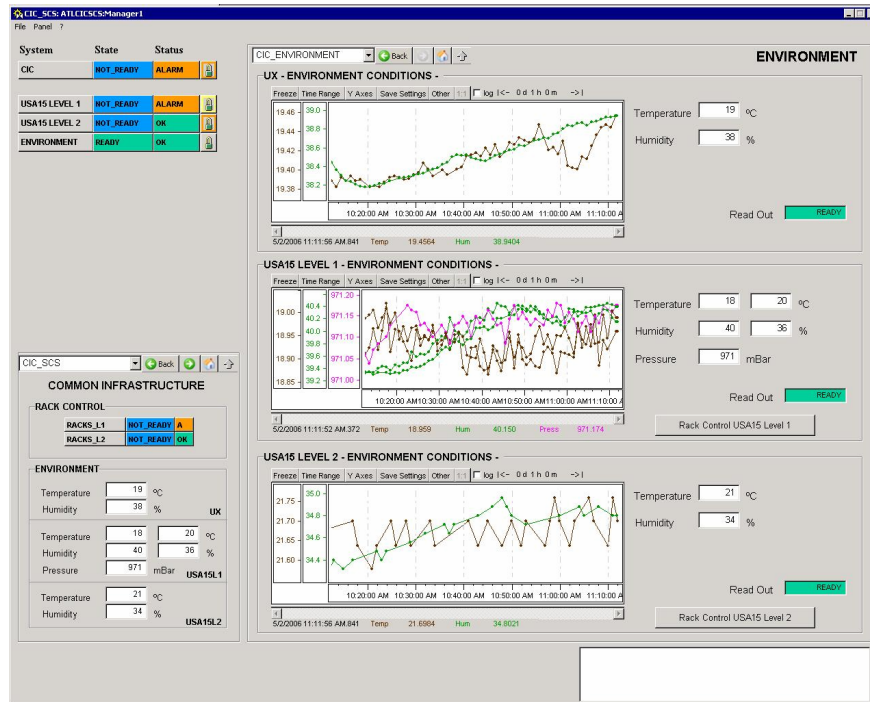 CIC_SCS: ATLCICSCS:Manager1
File Panel ?
System State Status
CIC NOT_READY ALARM
USA15 LEVEL 1 NOT_READY ALARM
USA15 LEVEL 2 NOT_READY OK
ENVIRONMENT READY OK
CIC_SCS Back
COMMON INFRASTRUCTURE
RACK CONTROL
RACKS_L1 NOT_READY A
RACKS_L2 NOT_READY OK
ENVIRONMENT
Temperature 19 ºC
Humidity 38 % UX
Temperature 18 20 ºC
Humidity 40 36 %
Pressure 971 mBar USA15L1
Temperature 21 ºC
Humidity 34 % USA15L2
CIC_ENVIRONMENT Back ENVIRONMENT
UX - ENVIRONMENT CONDITIONS -
Freeze Time Range Y Axes Save Settings Other 1:1 log |<- 0 d 1 h 0 m ->|
19.46 39.0
19.44 38.8
38.6
19.42
19.40 38.4
19.38 38.2
10:20:00 AM 10:30:00 AM 10:40:00 AM 10:50:00 AM 11:00:00 AM 11:10:00 A
5/2/2006 11:11:56 AM.841 Temp 19.4564 Hum 38.9404
Temperature 19 ºC
Humidity 38 %
Read Out READY
USA15 LEVEL 1 - ENVIRONMENT CONDITIONS -
Freeze Time Range Y Axes Save Settings Other 1:1 log |<- 0 d 1 h 0 m ->|
971.20
19.00 40.4
40.2 971.15
18.95 40.0 971.10
39.8
18.90 39.6 971.05
39.4
18.85 39.2 971.00
10:20:00 AM10:30:00 AM10:40:00 AM10:50:00 AM11:00:00 AM11:10:00 A
5/2/2006 11:11:52 AM.372 Temp 18.959 Hum 40.150 Press 971.174
Temperature 18 20 ºC
Humidity 40 36 %
Pressure 971 mBar
Read Out READY
Rack Control USA15 Level 1
USA15 LEVEL 2 - ENVIRONMENT CONDITIONS -
Freeze Time Range Y Axes Save Settings Other 1:1 log |<- 0 d 1 h 0 m ->|
21.75 35.0
21.70 34.8
21.65 34.6
21.60 34.4
10:20:00 AM 10:30:00 AM 10:40:00 AM 10:50:00 AM 11:00:00 AM 11:10:00 A
5/2/2006 11:11:56 AM.841 Temp 21.6984 Hum 34.8021
Temperature 21 ºC
Humidity 34 %
Read Out READY
Rack Control USA15 Level 2